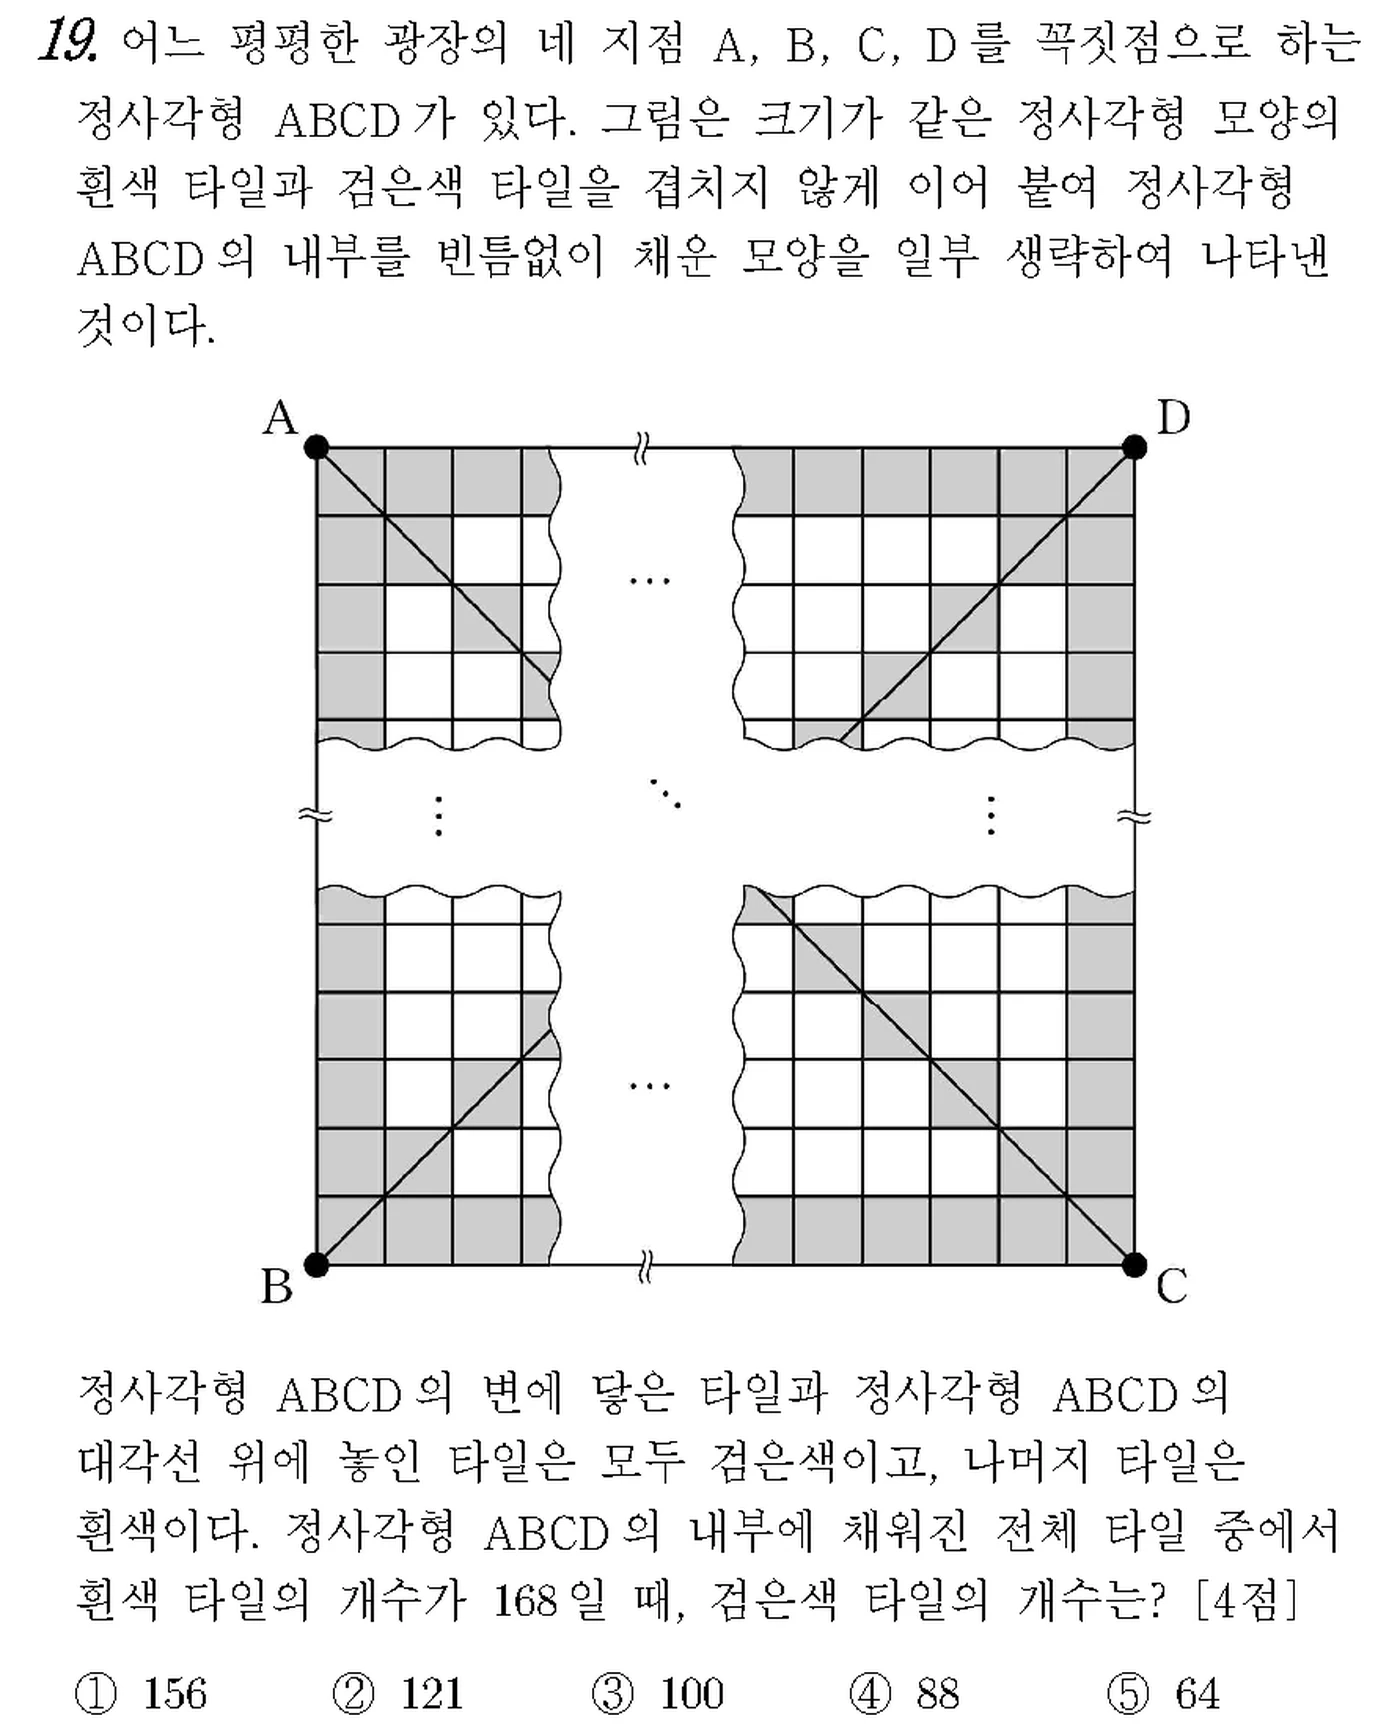 19. 어느 평평한 광장의 네 지점 A, B, C, D를 꼭짓점으로 하는
정사각형 ABCD가 있다. 그림은 크기가 같은 정사각형 모양의
흰색 타일과 검은색 타일을 겹치지 않게 이어 붙여 정사각형
ABCD의 내부를 빈틈없이 채운 모양을 일부 생략하여 나타낸
것이다.
A
D
B
C
정사각형 ABCD의 변에 닿은 타일과 정사각형 ABCD의
대각선 위에 놓인 타일은 모두 검은색이고, 나머지 타일은
흰색이다. 정사각형 ABCD의 내부에 채워진 전체 타일 중에서
흰색 타일의 개수가 168일 때, 검은색 타일의 개수는? [4점]
① 156 ② 121 ③ 100 ④ 88 ⑤ 64